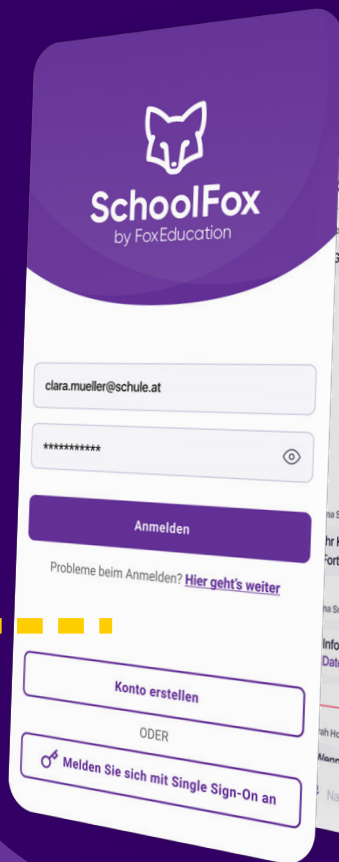 SchoolFox
by FoxEducation
clara.mueller@schule.at
***********
Anmelden
Probleme beim Anmelden? Hier geht's weiter
Konto erstellen
ODER
Melden Sie sich mit Single Sign-On an